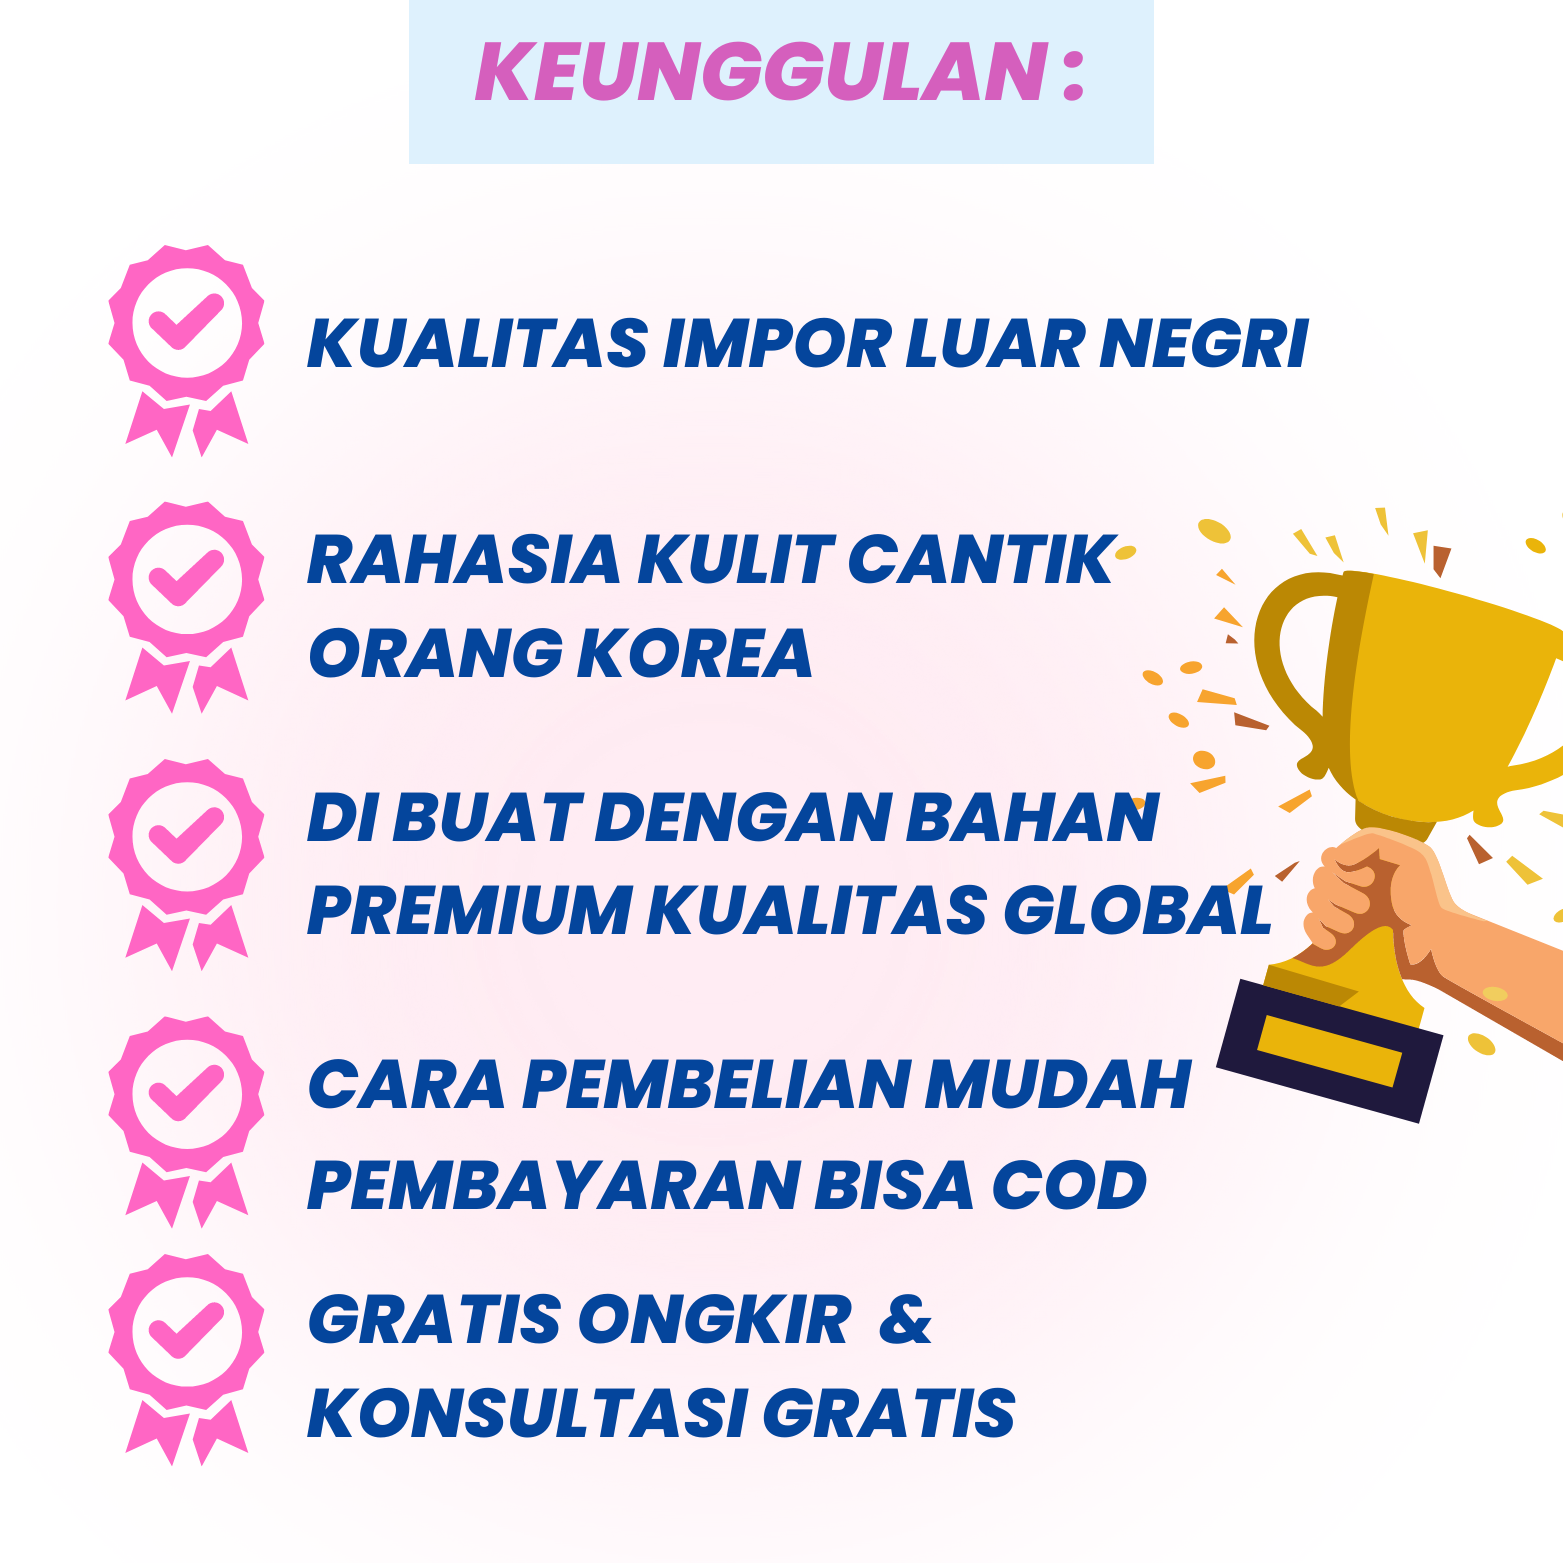 KEUNGGULAN :
KUALITAS IMPOR LUAR NEGRI
RAHASIA KULIT CANTIK
ORANG KOREA
DI BUAT DENGAN BAHAN
PREMIUM KUALITAS GLOBAL
CARA PEMBELIAN MUDAH
PEMBAYARAN BISA COD
GRATIS ONGKIR &
KONSULTASI GRATIS